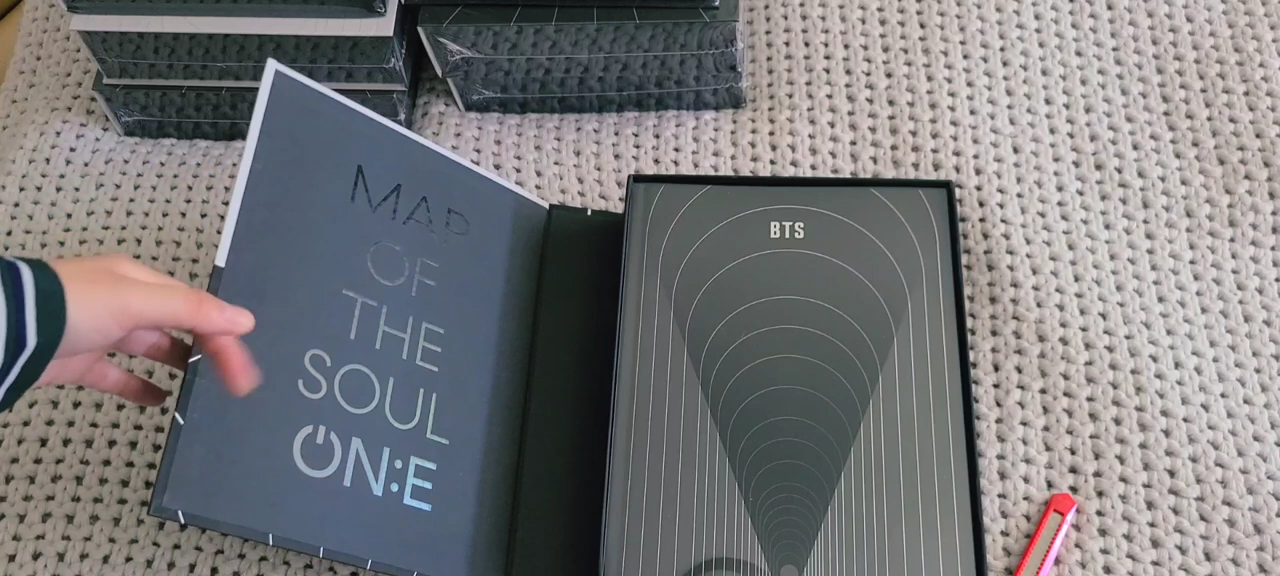 MAP
OF
THE
SOUL
ON:E
BTS